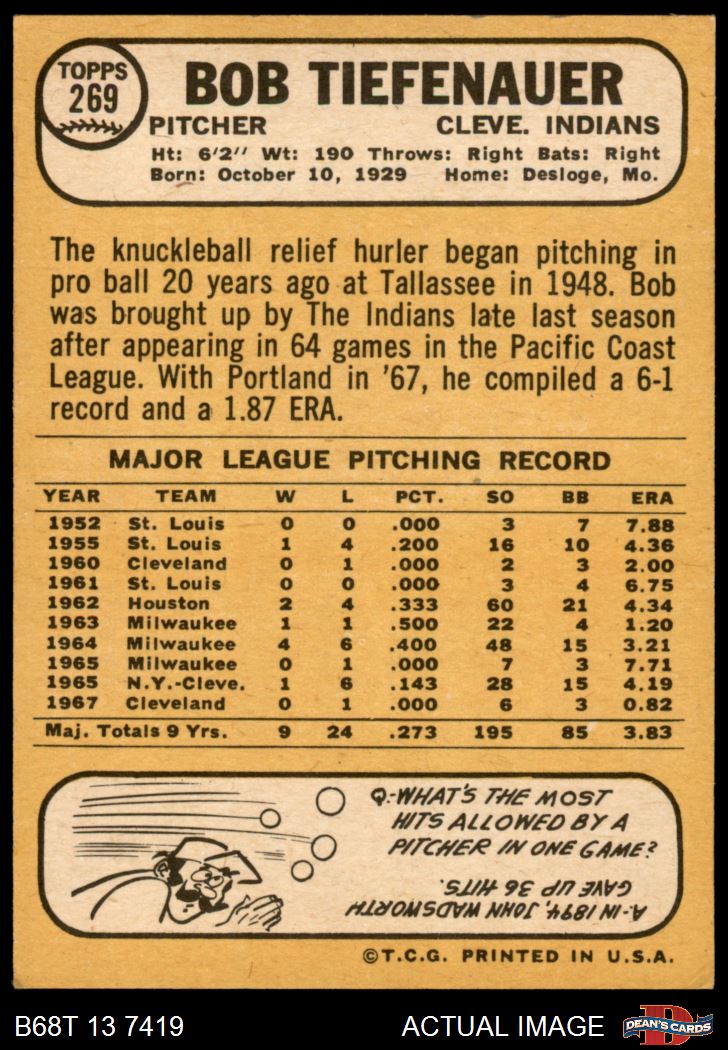 TOPPS
269
BOB TIEFENAUER
PITCHER CLEVE. INDIANS
Ht: 6'2" Wt: 190 Throws: Right Bats: Right
Born: October 10, 1929 Home: Desloge, Mo.
The knuckleball relief hurler began pitching in
pro ball 20 years ago at Tallassee in 1948. Bob
was brought up by The Indians late last season
after appearing in 64 games in the Pacific Coast
League. With Portland in '67, he compiled a 6-1
record and a 1.87 ERA.
MAJOR LEAGUE PITCHING RECORD
YEAR TEAM W L PCT. SO BB ERA
1952 St. Louis 0 0 .000 3 7 7.88
1955 St. Louis 1 4 .200 16 10 4.36
1960 Cleveland 0 1 .000 2 3 2.00
1961 St. Louis 0 0 .000 3 4 6.75
1962 Houston 2 4 .333 60 21 4.34
1963 Milwaukee 1 1 .500 22 4 1.20
1964 Milwaukee 4 6 .400 48 15 3.21
1965 Milwaukee 0 1 .000 7 3 7.71
1965 N.Y.-Cleve. 1 6 .143 28 15 4.19
1967 Cleveland 0 1 .000 6 3 0.82
Maj. Totals 9 Yrs. 9 24 .273 195 85 3.83
Q:-WHAT'S THE MOST
HITS ALLOWED BY A
PITCHER IN ONE GAME?
A:-IN 1894, JOHN WADSWORTH
GAVE UP 36 HITS.
©T.C.G. PRINTED IN U.S.A.
B68T 13 7419 ACTUAL IMAGE
DEAN'S CARDS